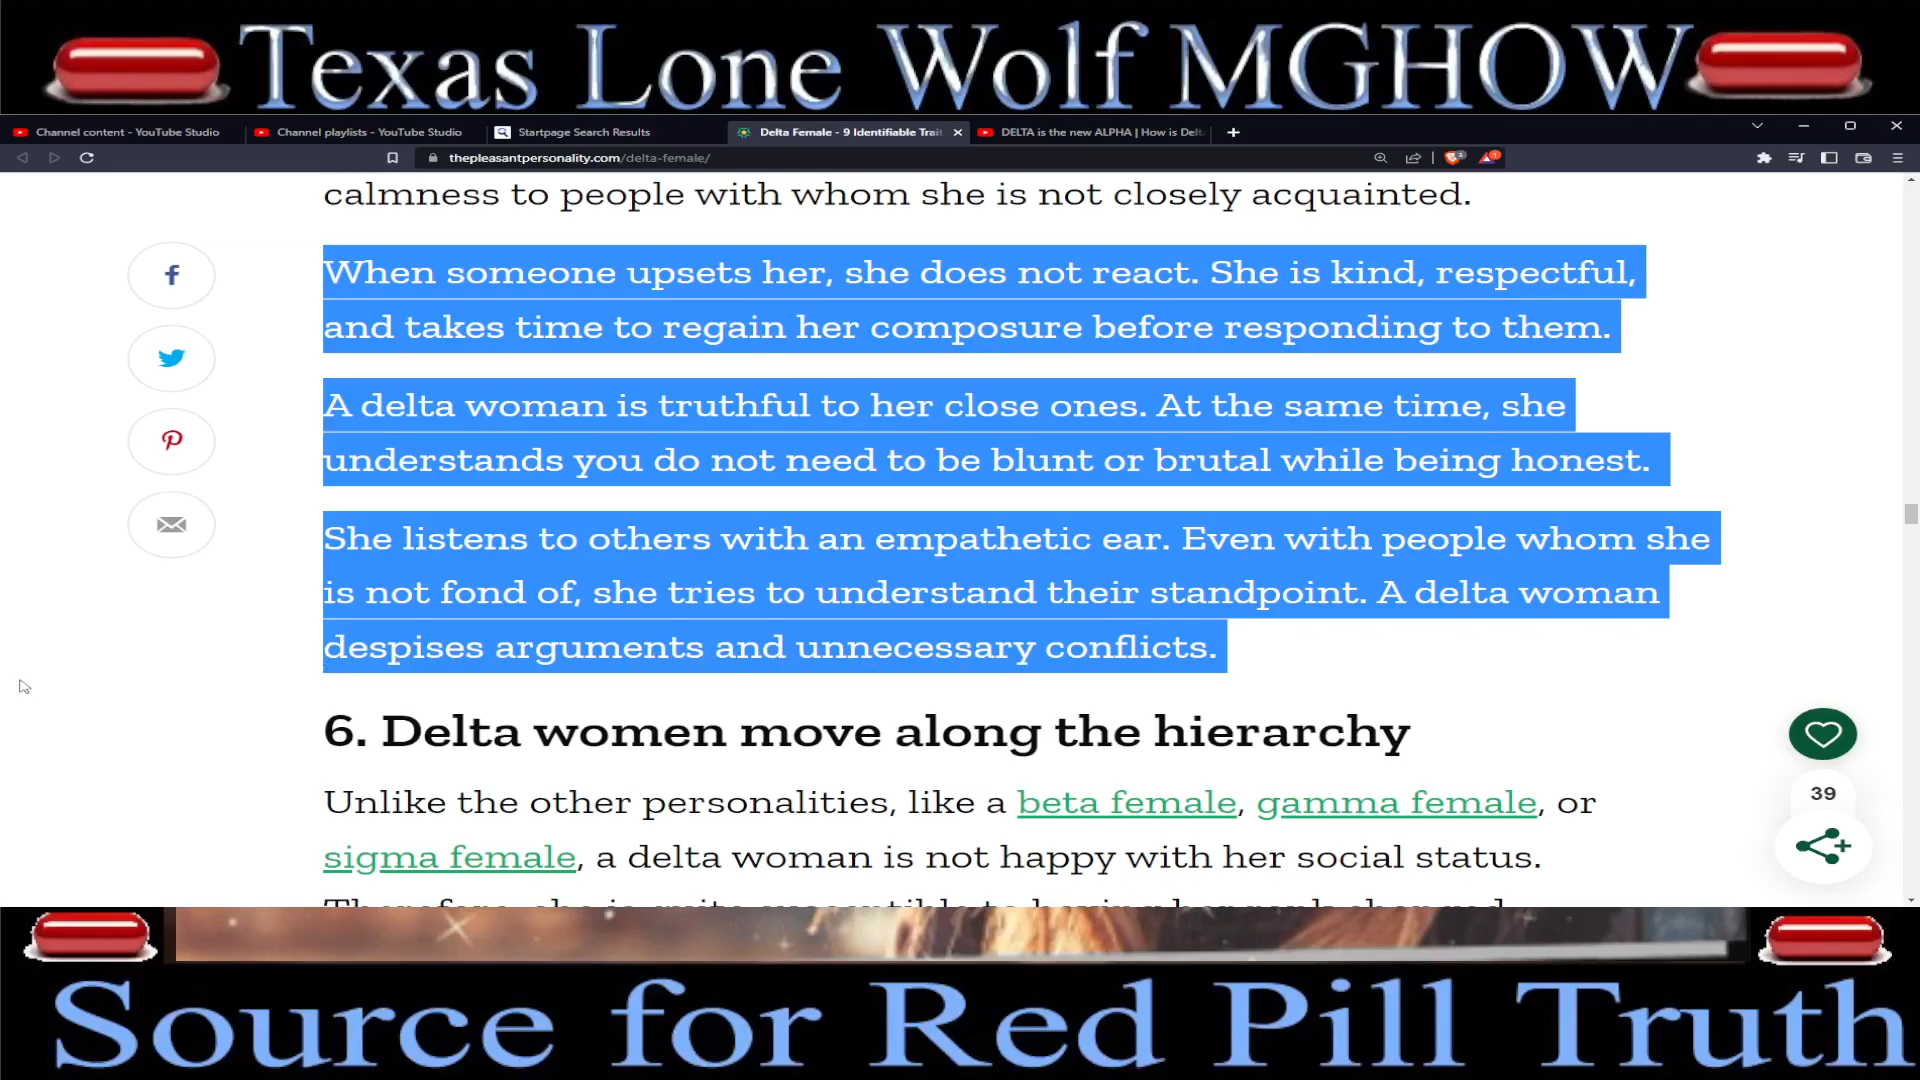 Texas Lone Wolf MGHOW
Channel content - YouTube Studio
Channel playlists - YouTube Studio
Startpage Search Results
Delta Female - 9 Identifiable Trait
DELTA is the new ALPHA | How is Delt
thepleasantpersonality.com/delta-female/
calmness to people with whom she is not closely acquainted.
When someone upsets her, she does not react. She is kind, respectful,
and takes time to regain her composure before responding to them.
A delta woman is truthful to her close ones. At the same time, she
understands you do not need to be blunt or brutal while being honest.
She listens to others with an empathetic ear. Even with people whom she
is not fond of, she tries to understand their standpoint. A delta woman
despises arguments and unnecessary conflicts.
6. Delta women move along the hierarchy
Unlike the other personalities, like a beta female, gamma female, or
sigma female, a delta woman is not happy with her social status.
39
Source for Red Pill Truth